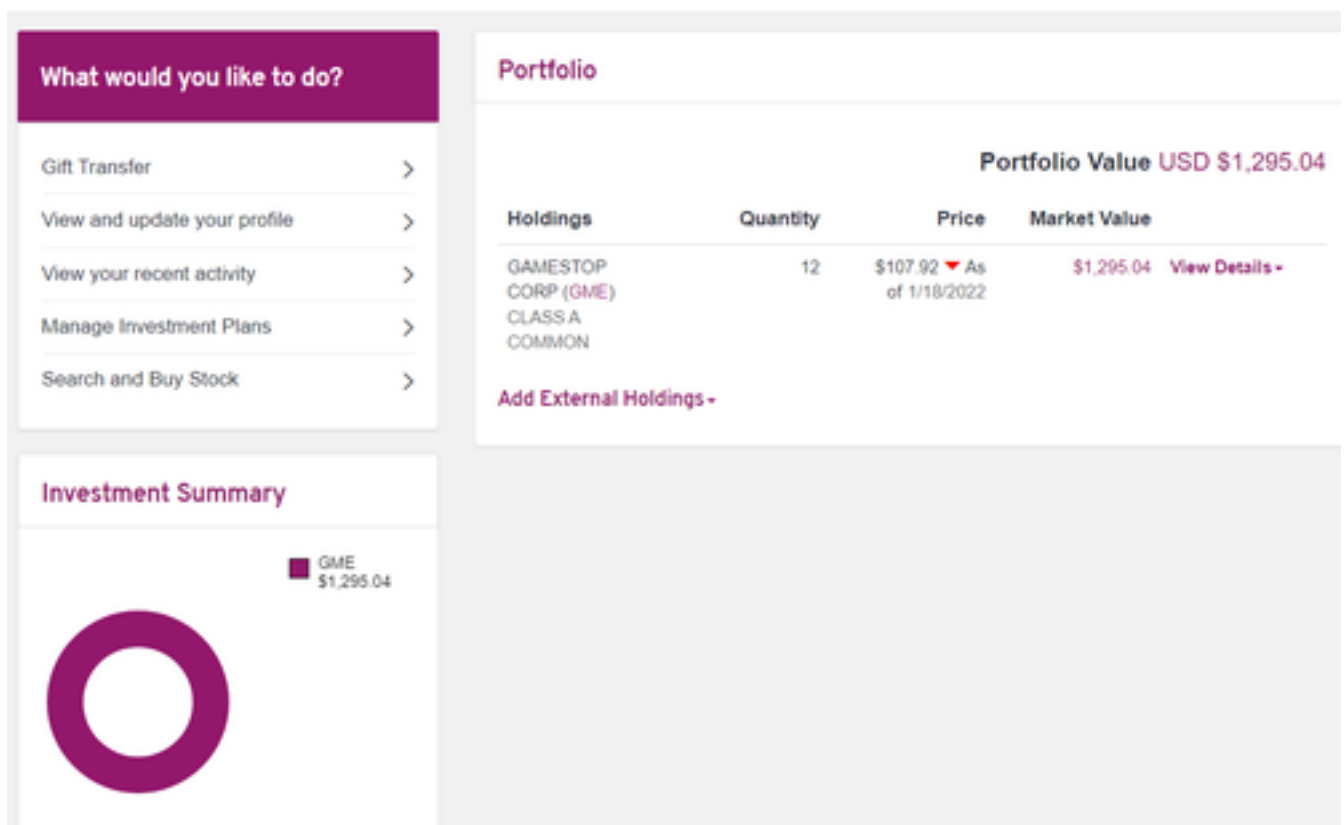 What would you like to do?
Gift Transfer
View and update your profile
View your recent activity
Manage Investment Plans
Search and Buy Stock
Investment Summary
GME
$1,295.04
Portfolio
Portfolio Value USD $1,295.04
Holdings Quantity Price Market Value
GAMESTOP 12 $107.92 ▼ As $1,295.04 View Details
CORP (GME) of 1/18/2022
CLASS A
COMMON
Add External Holdings